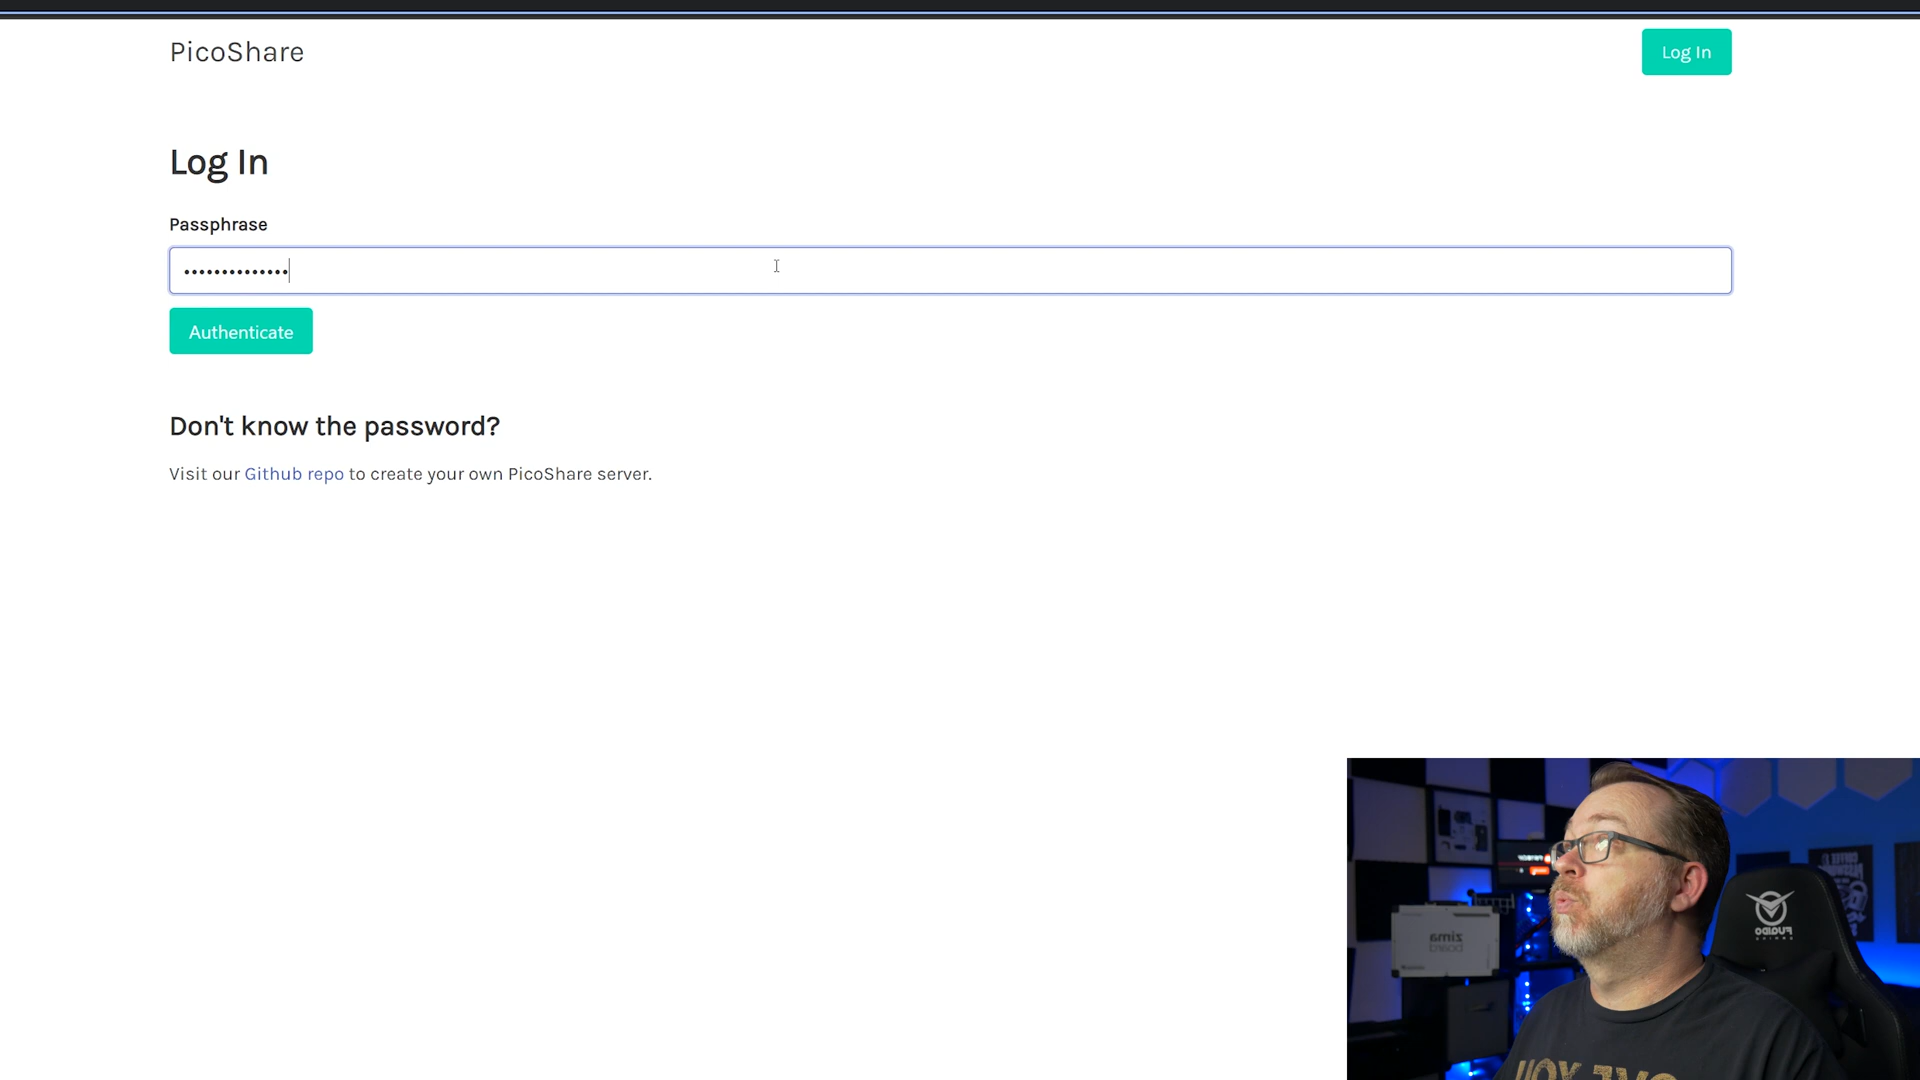 PicoShare
Log In
Log In
Passphrase
••••••••••••••
Authenticate
Don't know the password?
Visit our Github repo to create your own PicoShare server.
zima
board